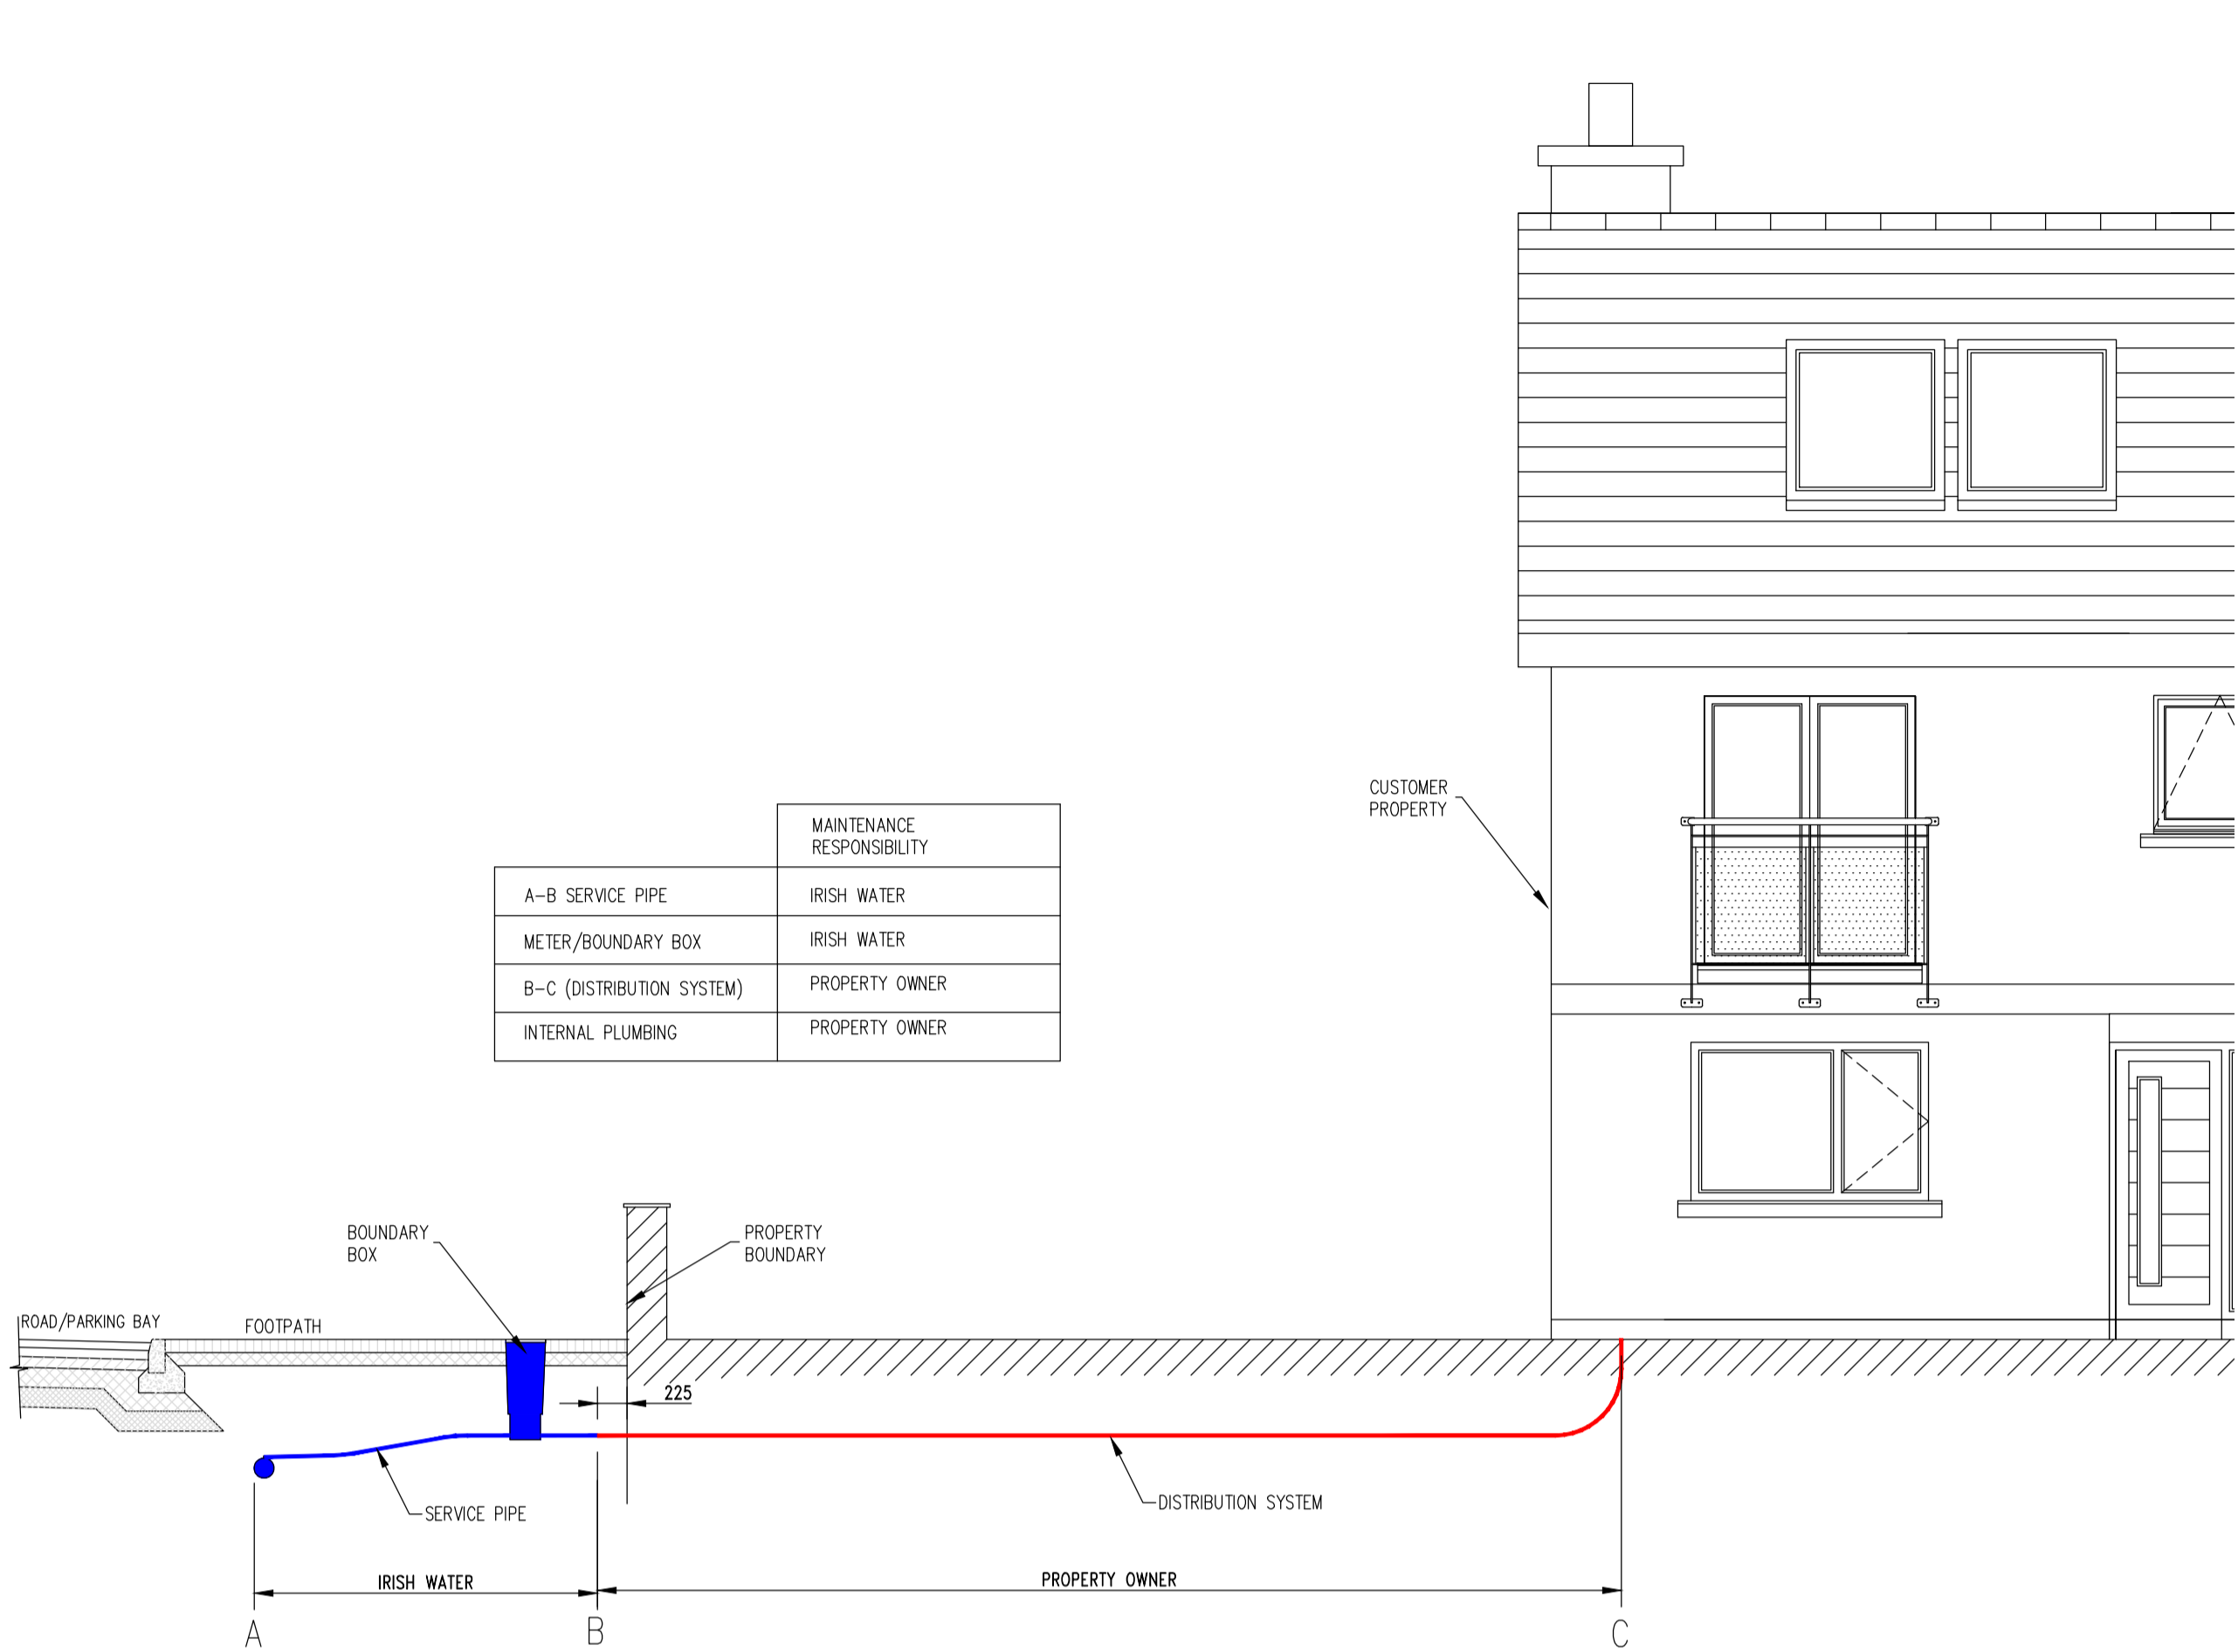 CUSTOMER
PROPERTY
MAINTENANCE
RESPONSIBILITY
A-B SERVICE PIPE IRISH WATER
METER/BOUNDARY BOX IRISH WATER
B-C (DISTRIBUTION SYSTEM) PROPERTY OWNER
INTERNAL PLUMBING PROPERTY OWNER
BOUNDARY
BOX
PROPERTY
BOUNDARY
ROAD/PARKING BAY
FOOTPATH
225
SERVICE PIPE
DISTRIBUTION SYSTEM
IRISH WATER
PROPERTY OWNER
A
B
C